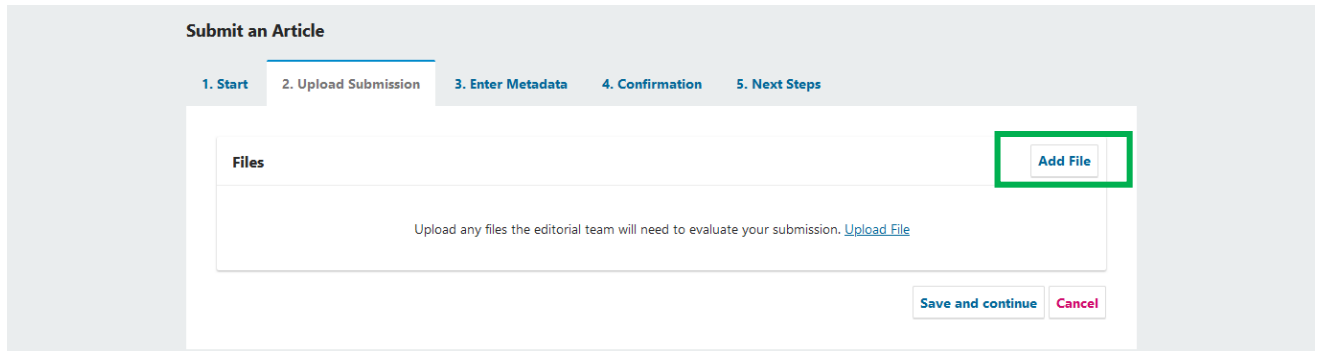 Submit an Article
1. Start 2. Upload Submission 3. Enter Metadata 4. Confirmation 5. Next Steps
Files Add File
Upload any files the editorial team will need to evaluate your submission. Upload File
Save and continue Cancel